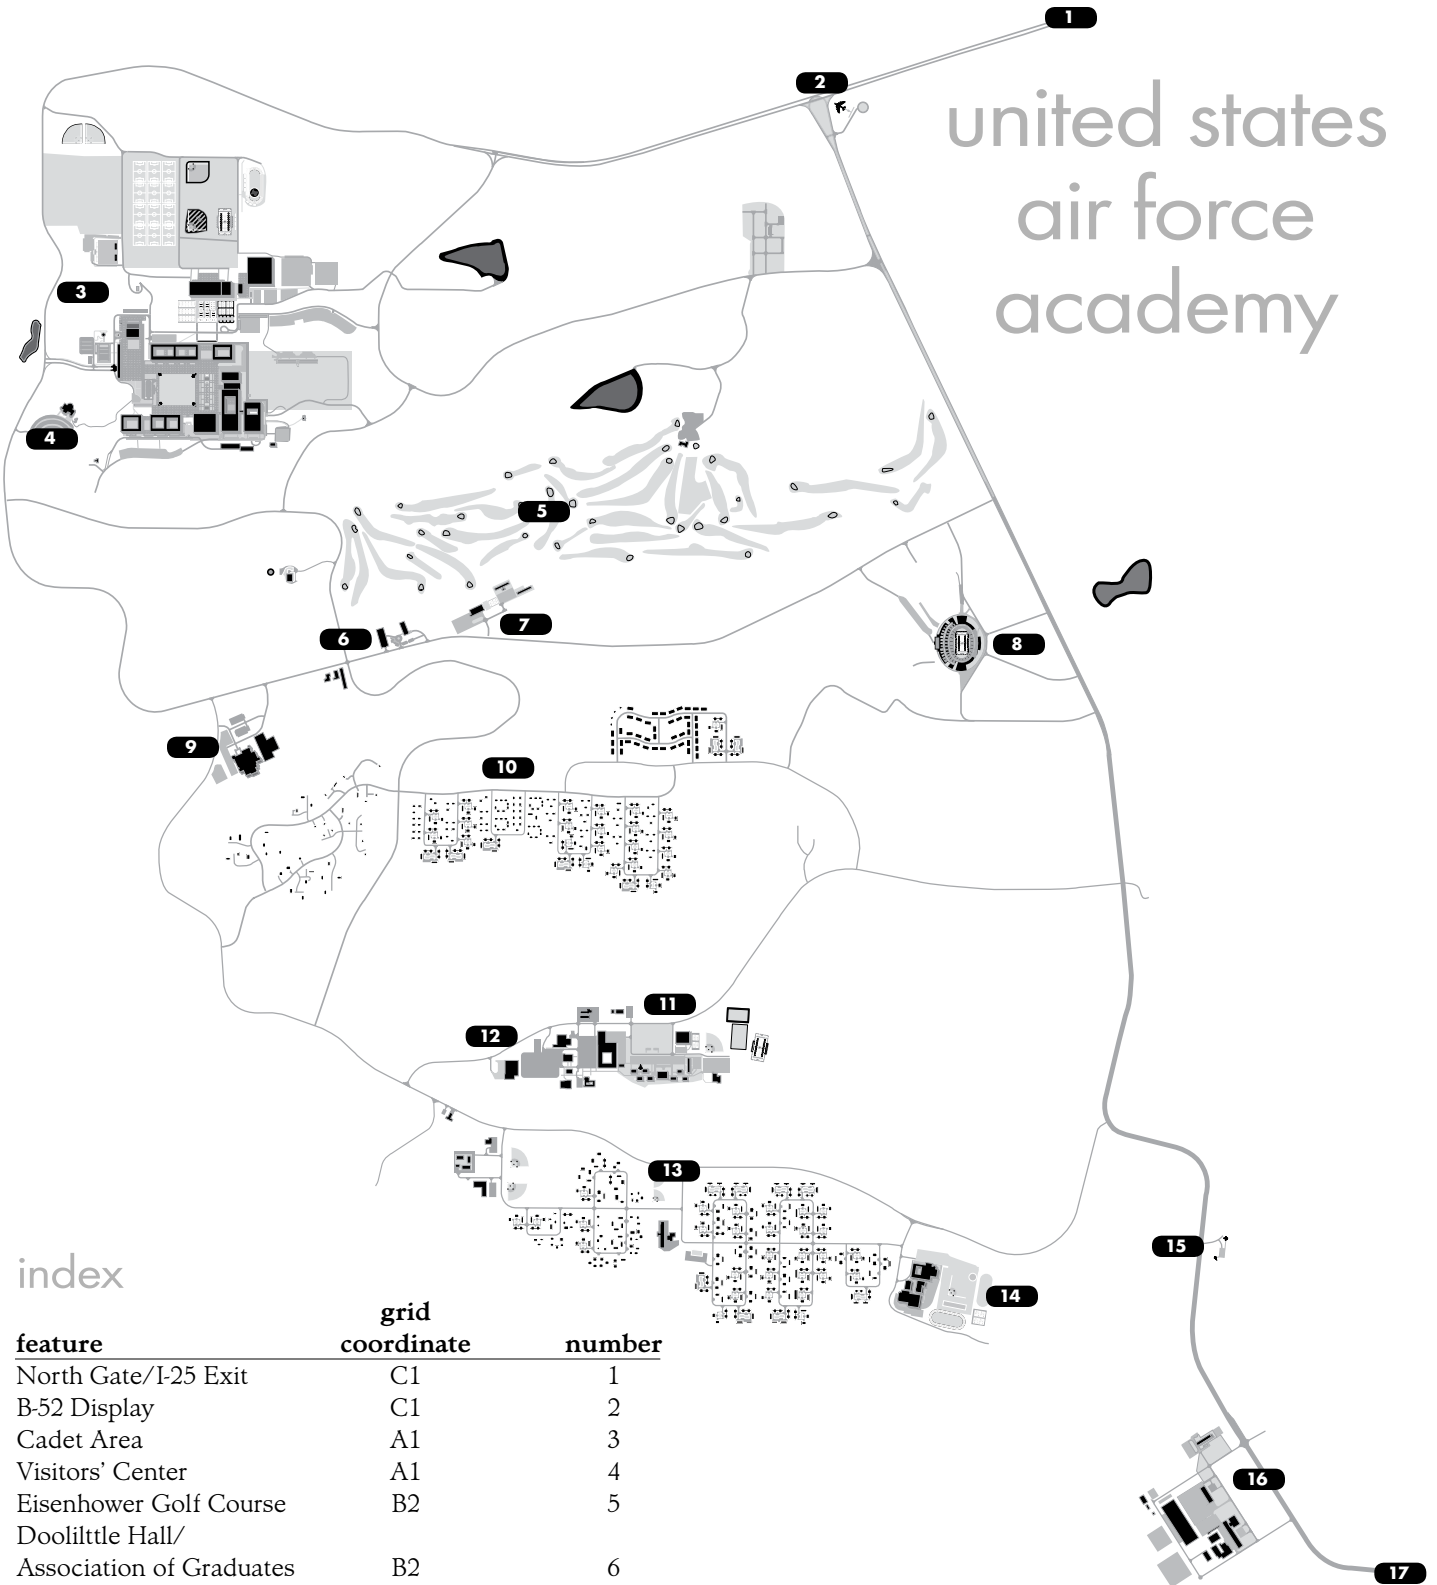 1
2
united states
air force
academy
3
4
5
6
7
8
9
10
11
12
13
14
15
16
17
index
grid
feature coordinate number
North Gate/I-25 Exit C1 1
B-52 Display C1 2
Cadet Area A1 3
Visitors’ Center A1 4
Eisenhower Golf Course B2 5
Doolilttle Hall/
Association of Graduates B2 6